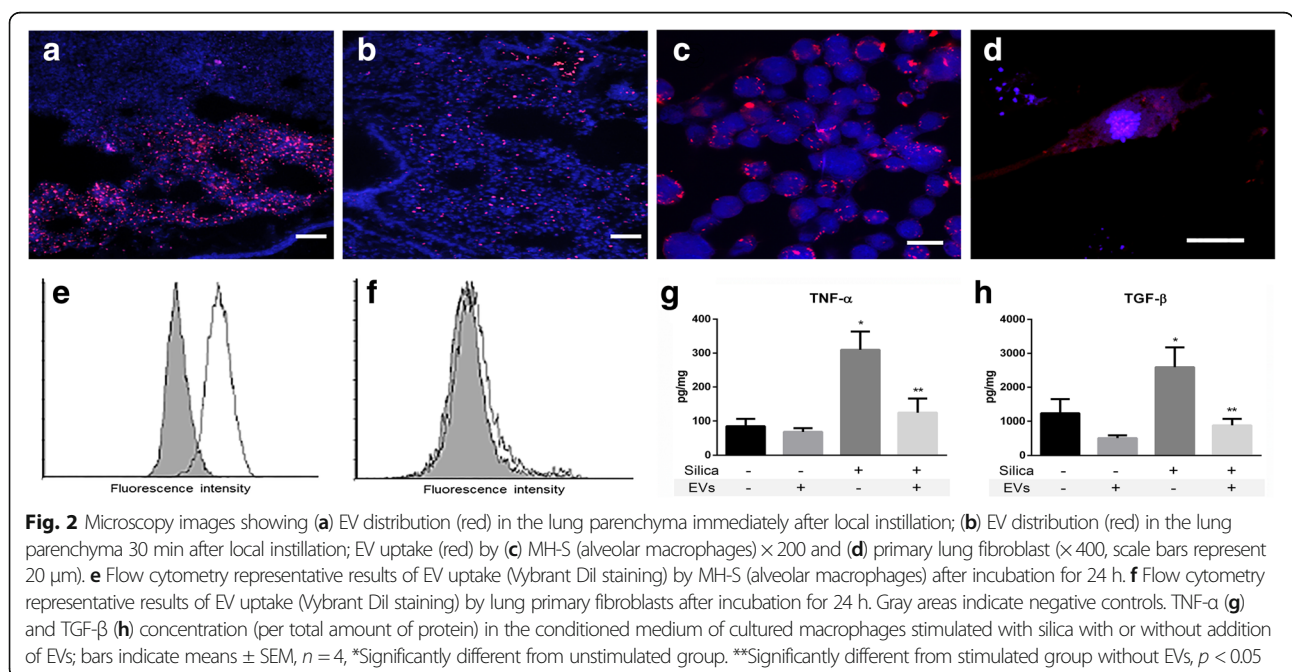 a
b
c
d
e
f
g
h
Fluorescence intensity
Fluorescence intensity
TNF-α
pg/mg
400
300
200
100
0
*
**
Silica - - + +
EVs - + - +
TGF-β
pg/mg
4000
3000
2000
1000
0
*
**
Silica - - + +
EVs - + - +
Fig. 2 Microscopy images showing (a) EV distribution (red) in the lung parenchyma immediately after local instillation; (b) EV distribution (red) in the lung
parenchyma 30 min after local instillation; EV uptake (red) by (c) MH-S (alveolar macrophages) × 200 and (d) primary lung fibroblast (× 400, scale bars represent
20 μm). e Flow cytometry representative results of EV uptake (Vybrant Dil staining) by MH-S (alveolar macrophages) after incubation for 24 h. f Flow cytometry
representative results of EV uptake (Vybrant Dil staining) by lung primary fibroblasts after incubation for 24 h. Gray areas indicate negative controls. TNF-α (g)
and TGF-β (h) concentration (per total amount of protein) in the conditioned medium of cultured macrophages stimulated with silica with or without addition
of EVs; bars indicate means ± SEM, n = 4, *Significantly different from unstimulated group. **Significantly different from stimulated group without EVs, p < 0.05